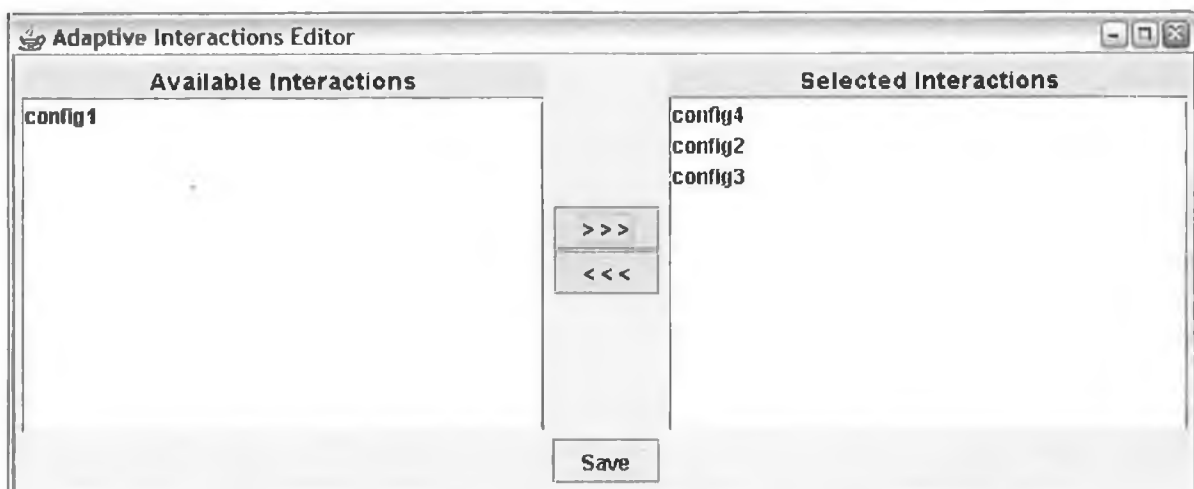 Adaptive Interactions Editor
Available Interactions
config1
>>>
<<<
Selected Interactions
config4
config2
config3
Save